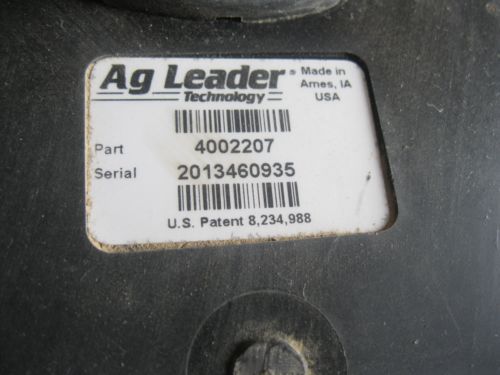 Ag Leader®
Technology
Made in
Ames, IA
USA
Part 4002207
Serial 2013460935
U.S. Patent 8,234,988